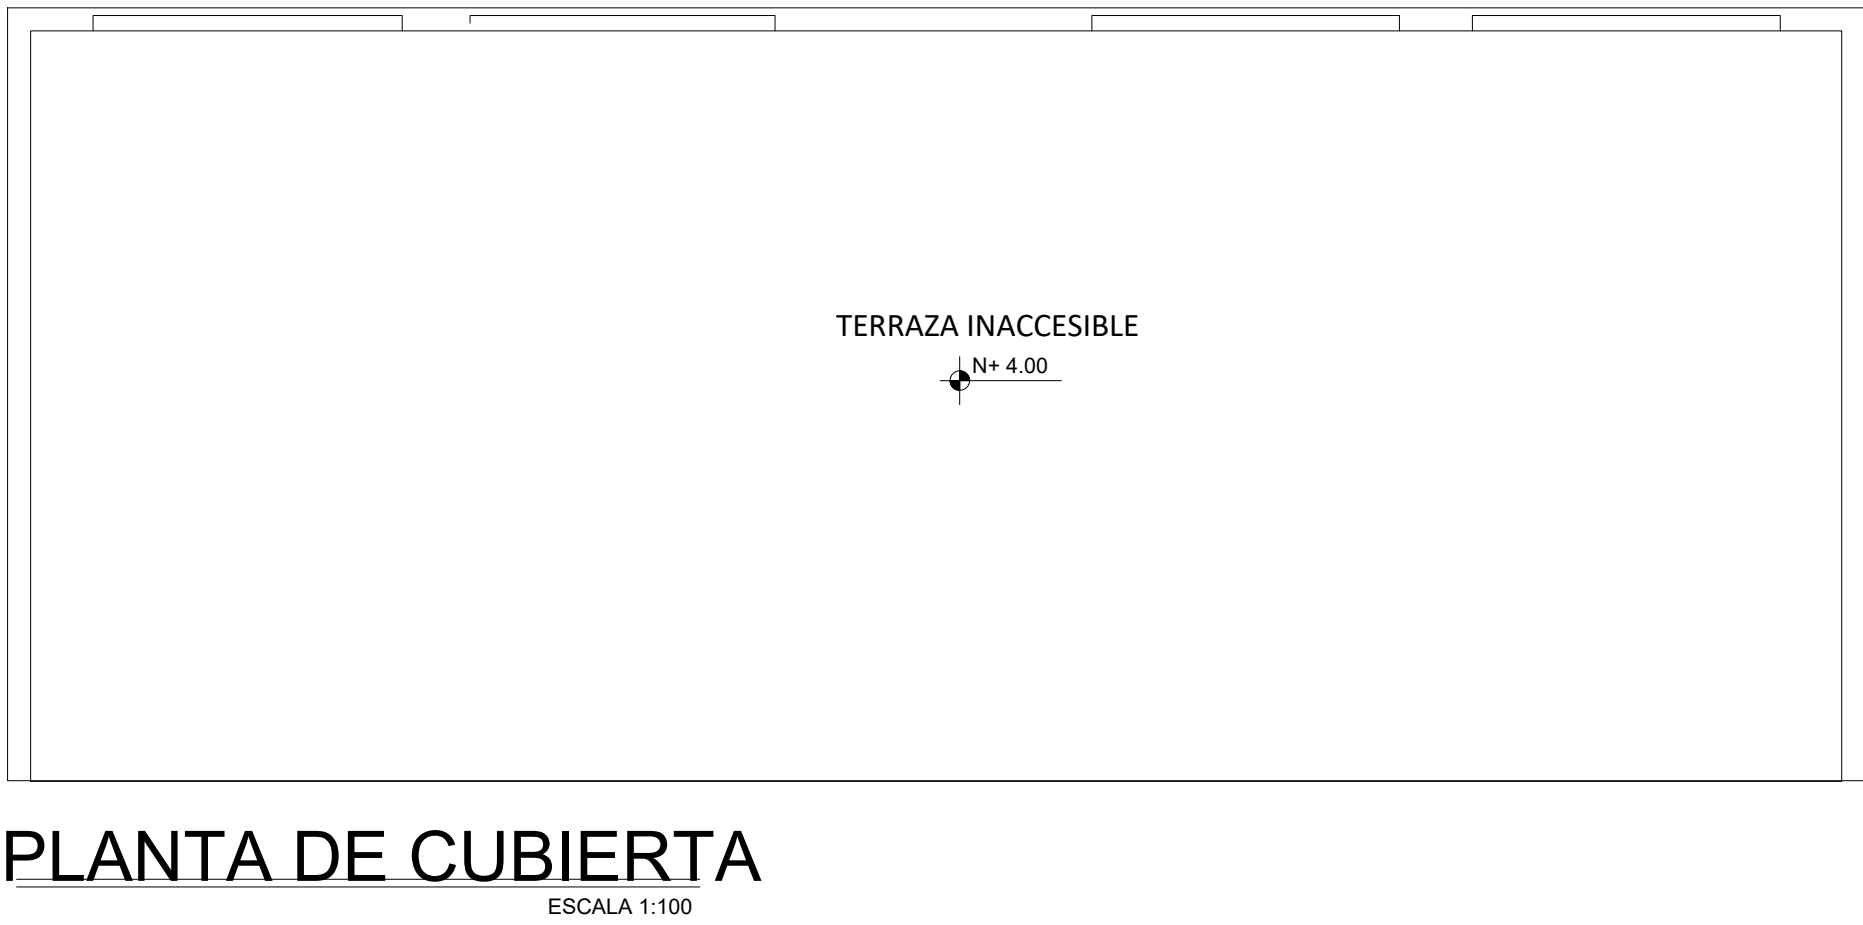 TERRAZA INACCESIBLE
N+ 4.00
PLANTA DE CUBIERTA
ESCALA 1:100